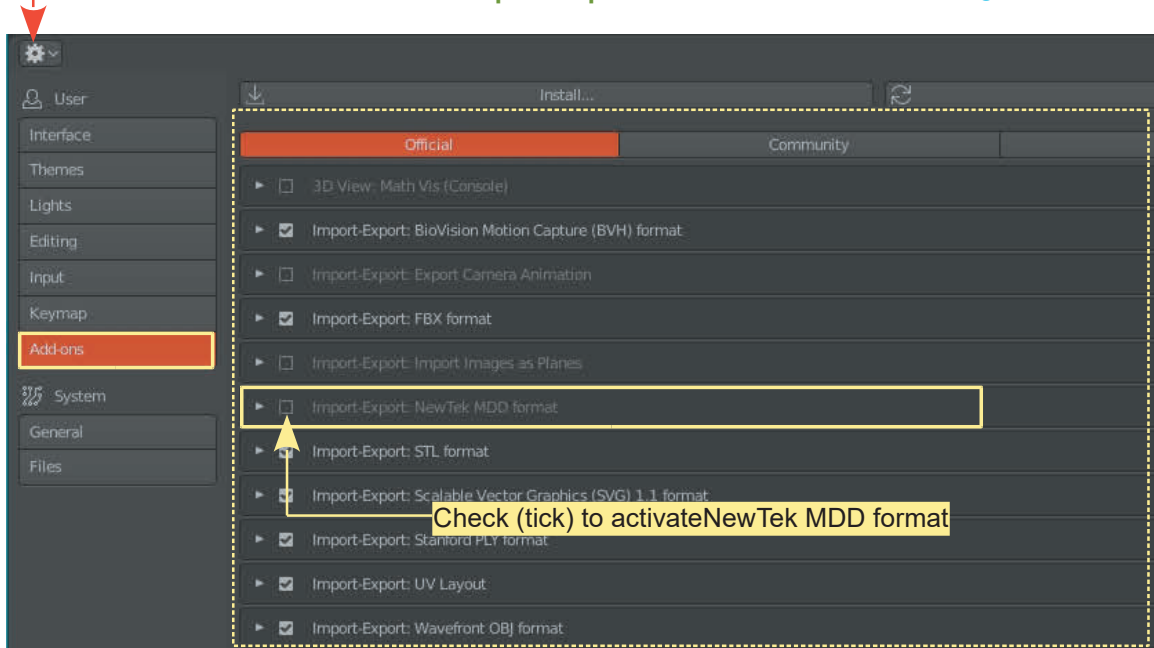 User
Install...
Interface
Official
Community
Themes
3D View: Math Vis (Console)
Lights
Import-Export: BioVision Motion Capture (BVH) format
Editing
Input
Import-Export: Export Camera Animation
Keymap
Import-Export: FBX format
Add-ons
Import-Export: Import Images as Planes
System
Import-Export: NewTek MDD format
General
Import-Export: STL format
Files
Import-Export: Scalable Vector Graphics (SVG) 1.1 format
Check (tick) to activateNewTek MDD format
Import-Export: Stanford PLY format
Import-Export: UV Layout
Import-Export: Wavefront OBJ format